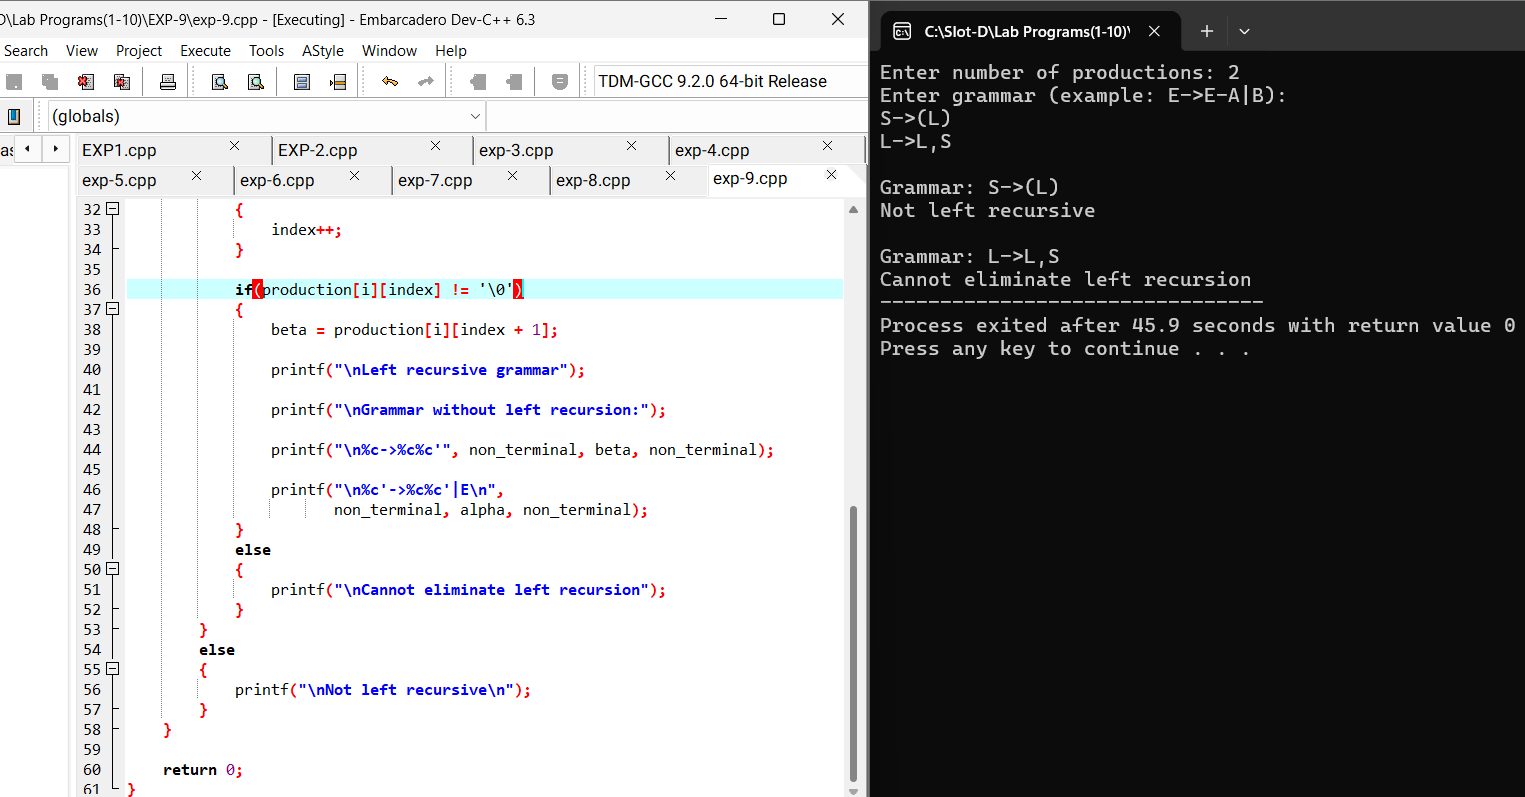 D\Lab Programs(1-10)\EXP-9\exp-9.cpp - [Executing] - Embarcadero Dev-C++ 6.3
Search View Project Execute Tools AStyle Window Help
TDM-GCC 9.2.0 64-bit Release
(globals)
EXP1.cpp EXP-2.cpp exp-3.cpp exp-4.cpp
exp-5.cpp exp-6.cpp exp-7.cpp exp-8.cpp exp-9.cpp
32 {
33 index++;
34 }
35
36 if(production[i][index] != '\0')
37 {
38 beta = production[i][index + 1];
39
40 printf("\nLeft recursive grammar");
41
42 printf("\nGrammar without left recursion:");
43
44 printf("\n%c->%c%c'", non_terminal, beta, non_terminal);
45
46 printf("\n%c'->%c%c'|E\n",
47 non_terminal, alpha, non_terminal);
48 }
49 else
50 {
51 printf("\nCannot eliminate left recursion");
52 }
53 }
54 else
55 {
56 printf("\nNot left recursive\n");
57 }
58 }
59
60 return 0;
61 }
C:\Slot-D\Lab Programs(1-10)\
Enter number of productions: 2
Enter grammar (example: E->E-A|B):
S->(L)
L->L,S
Grammar: S->(L)
Not left recursive
Grammar: L->L,S
Cannot eliminate left recursion
--------------------------------
Process exited after 45.9 seconds with return value 0
Press any key to continue . . .